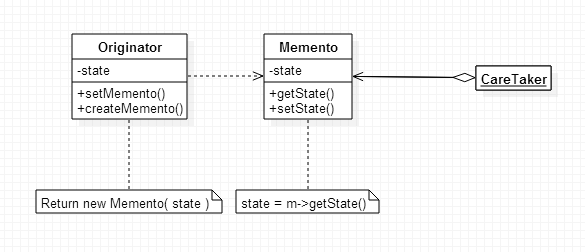 Originator
-state
+setMemento()
+createMemento()
Memento
-state
+getState()
+setState()
CareTaker
Return new Memento( state )
state = m->getState()